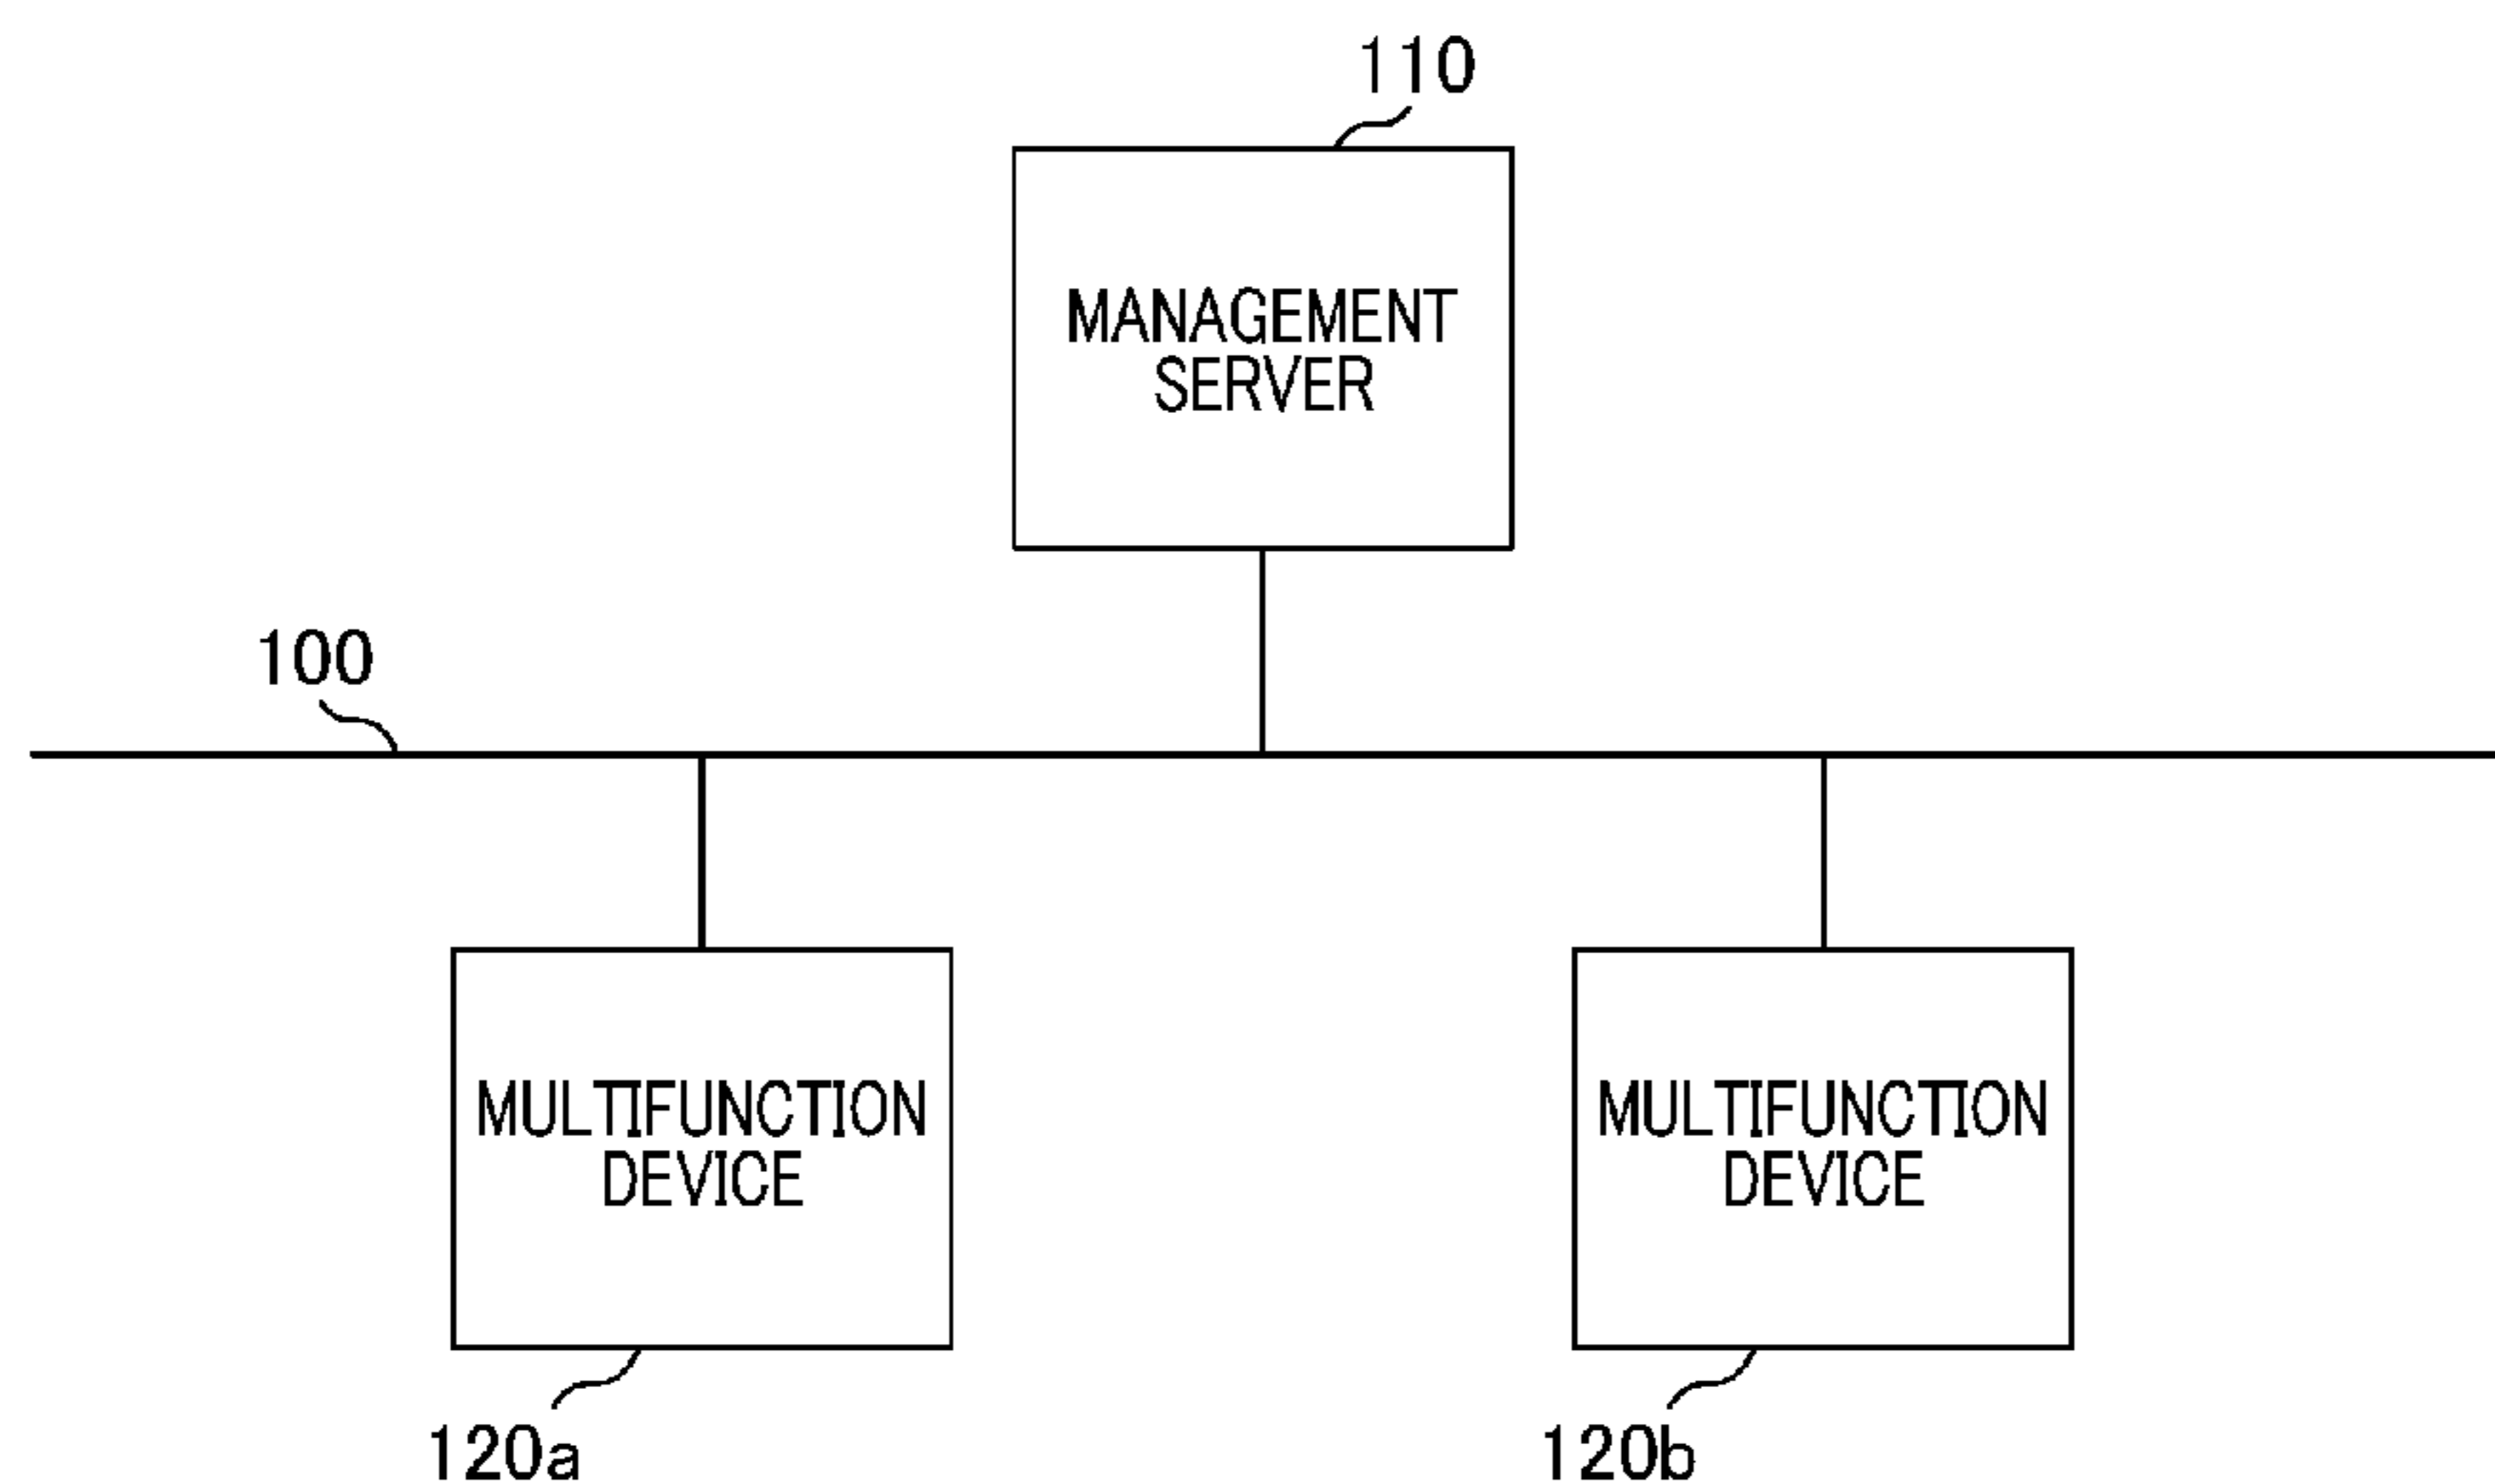 110
MANAGEMENT
SERVER
100
MULTIFUNCTION
DEVICE
MULTIFUNCTION
DEVICE
120a
120b